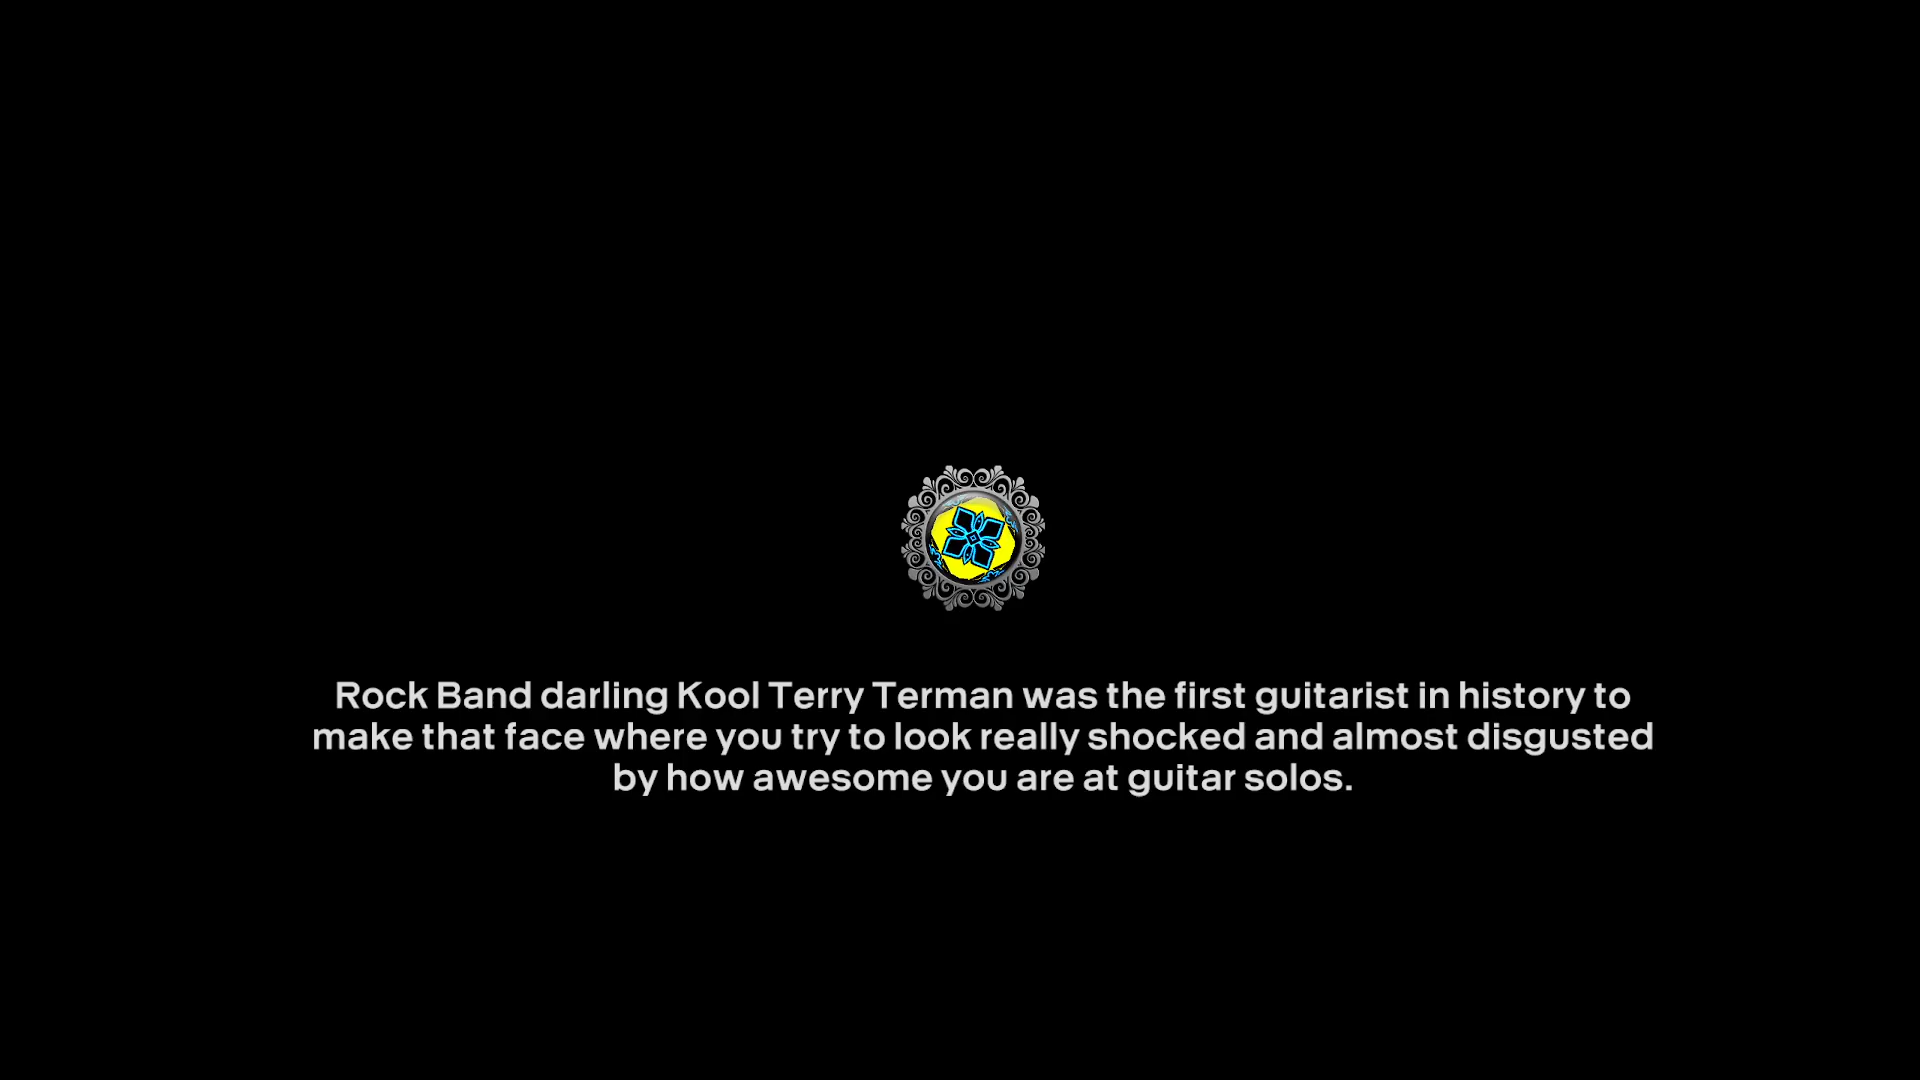 Rock Band darling Kool Terry Terman was the first guitarist in history to
make that face where you try to look really shocked and almost disgusted
by how awesome you are at guitar solos.